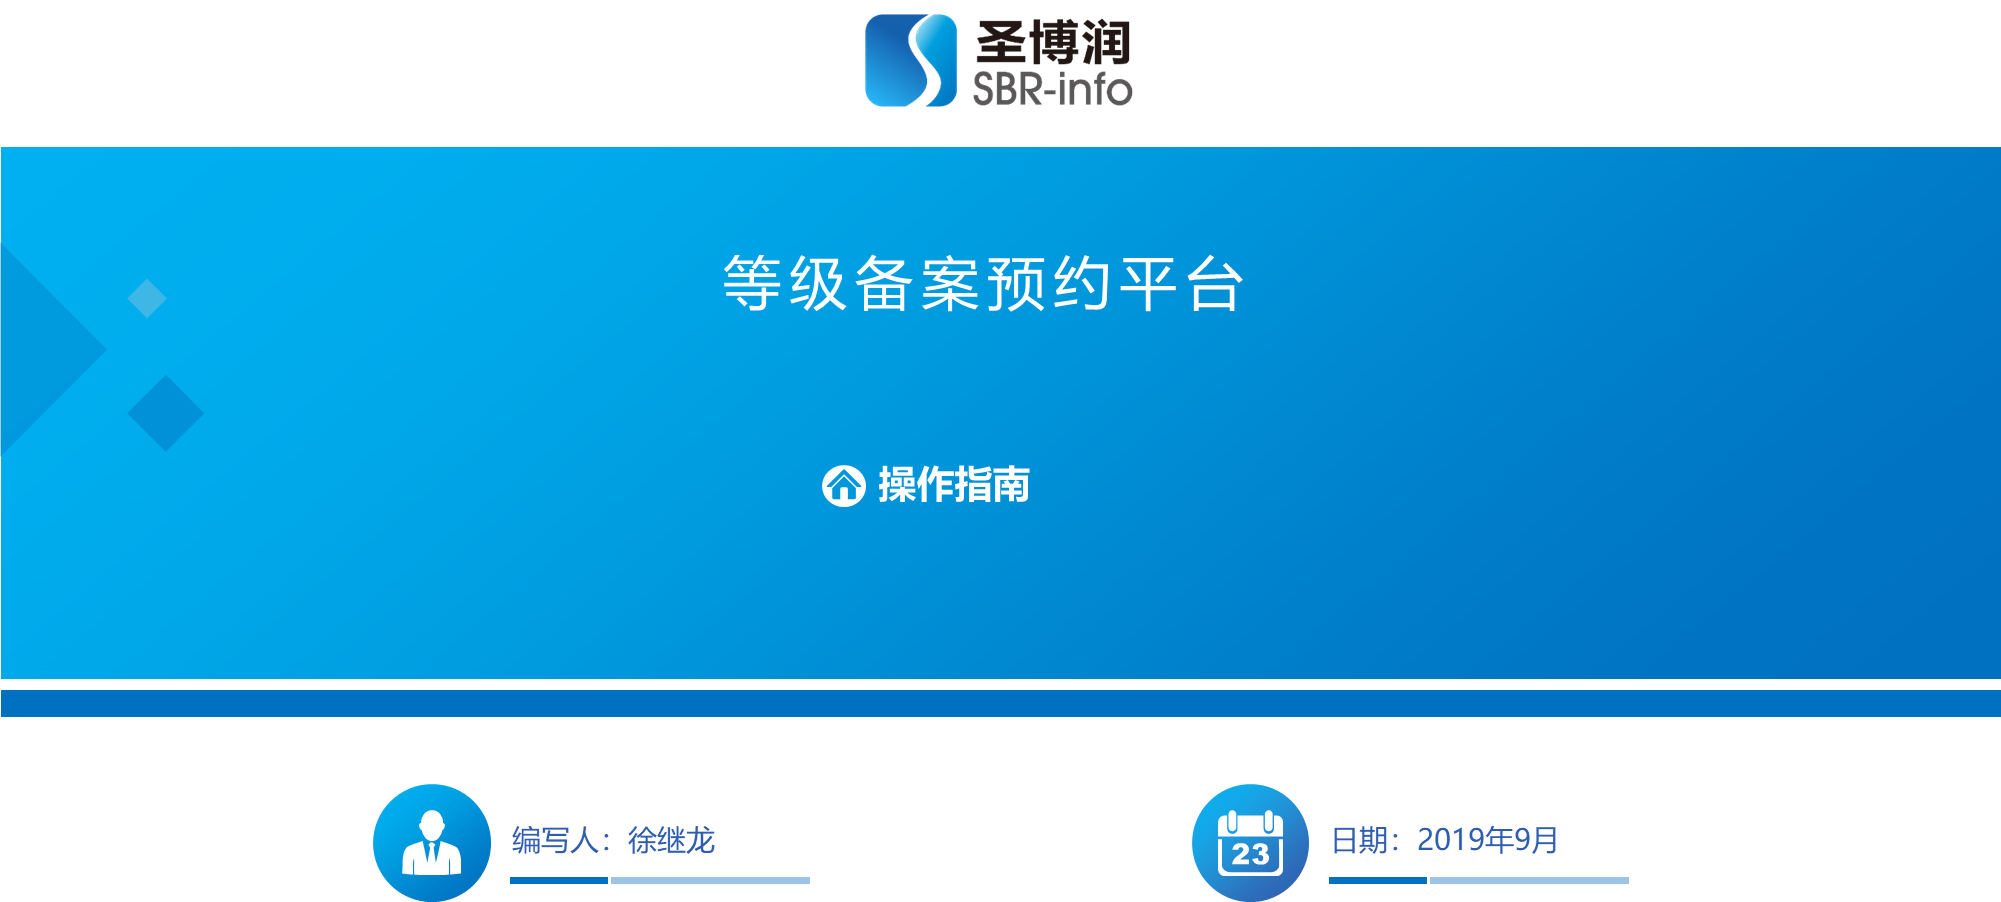 圣博润
SBR-info
等级备案预约平台
操作指南
编写人：徐继龙
23
日期：2019年9月